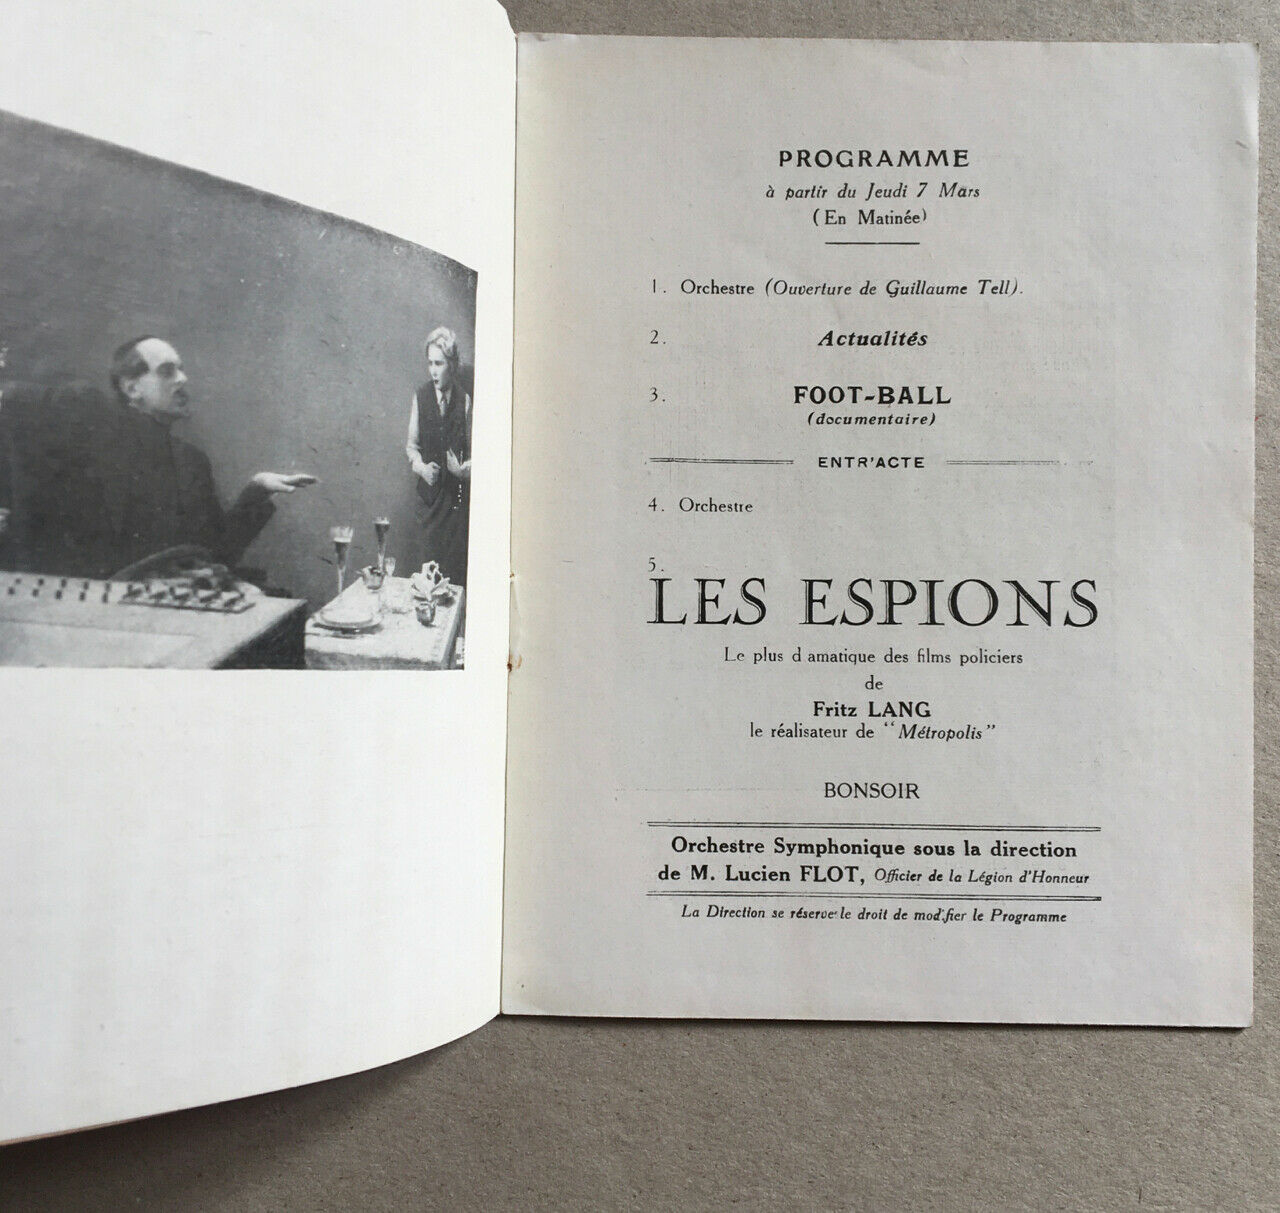 PROGRAMME
à partir du Jeudi 7 Mars
(En Matinée)
1. Orchestre (Ouverture de Guillaume Tell).
2. Actualités
3. FOOT-BALL
(documentaire)
ENTR'ACTE
4. Orchestre
5.
LES ESPIONS
Le plus d amatique des films policiers
de
Fritz LANG
le réalisateur de "Métropolis"
BONSOIR
Orchestre Symphonique sous la direction
de M. Lucien FLOT, Officier de la Légion d'Honneur
La Direction se réserve le droit de modifier le Programme